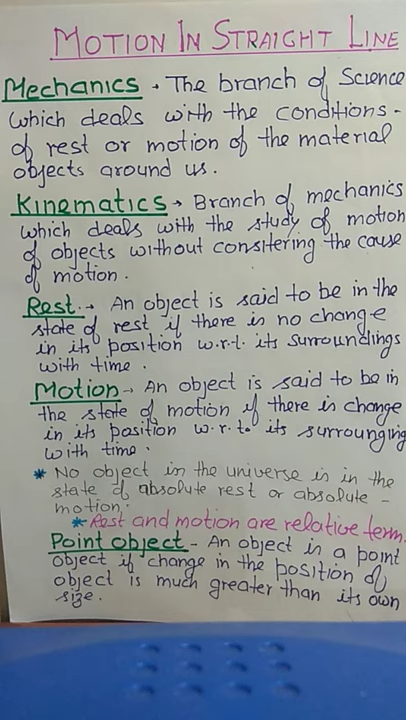 MOTION IN STRAIGHT LINE
Mechanics → The branch of Science
which deals with the conditions -
of rest or motion of the material
objects around us.
Kinematics → Branch of mechanics
which deals with the study of motion
of objects without consitering the cause
of motion.
Rest → An object is said to be in the
state of rest if there is no change
in its position w.r.t. its surroundings
with time.
Motion → An object is said to be in
the state of motion if there is change
in its position w.r.to its surrounging
with time.
* No object in the universe is in the
state of absolute rest or absolute -
motion.
* Rest and motion are relative term.
Point object - An object is a point
object if change in the position of
object is much greater than its own
size.